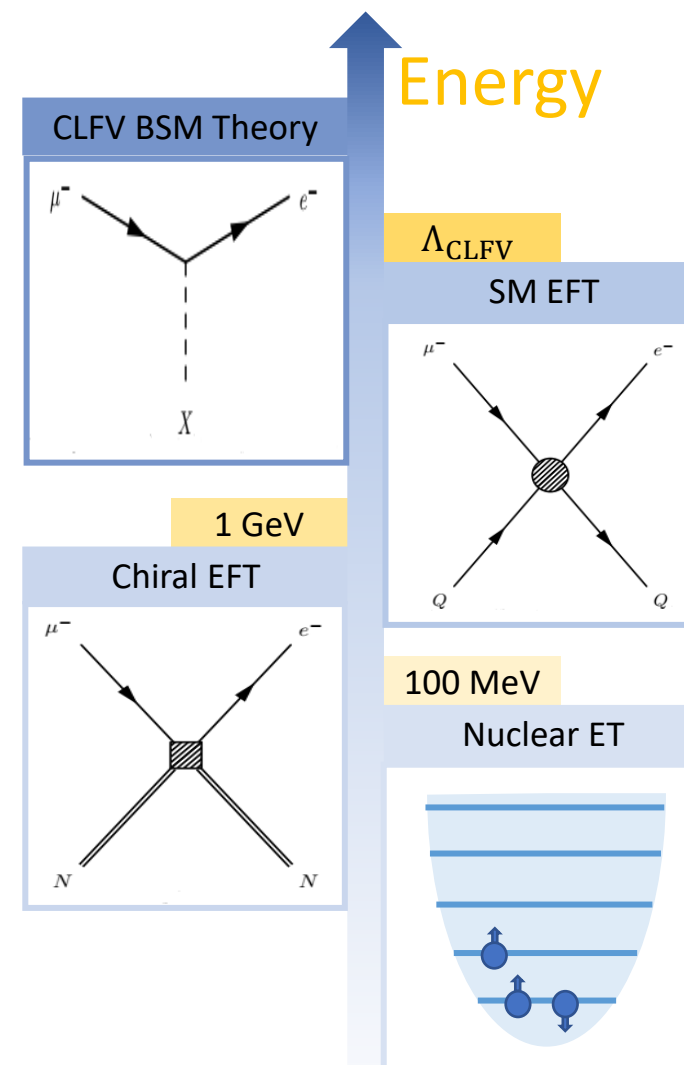 Energy
CLFV BSM Theory
μ⁻ e⁻
X
Λ_CLFV
SM EFT
μ⁻ e⁻
Q Q
1 GeV
Chiral EFT
μ⁻ e⁻
N N
100 MeV
Nuclear ET